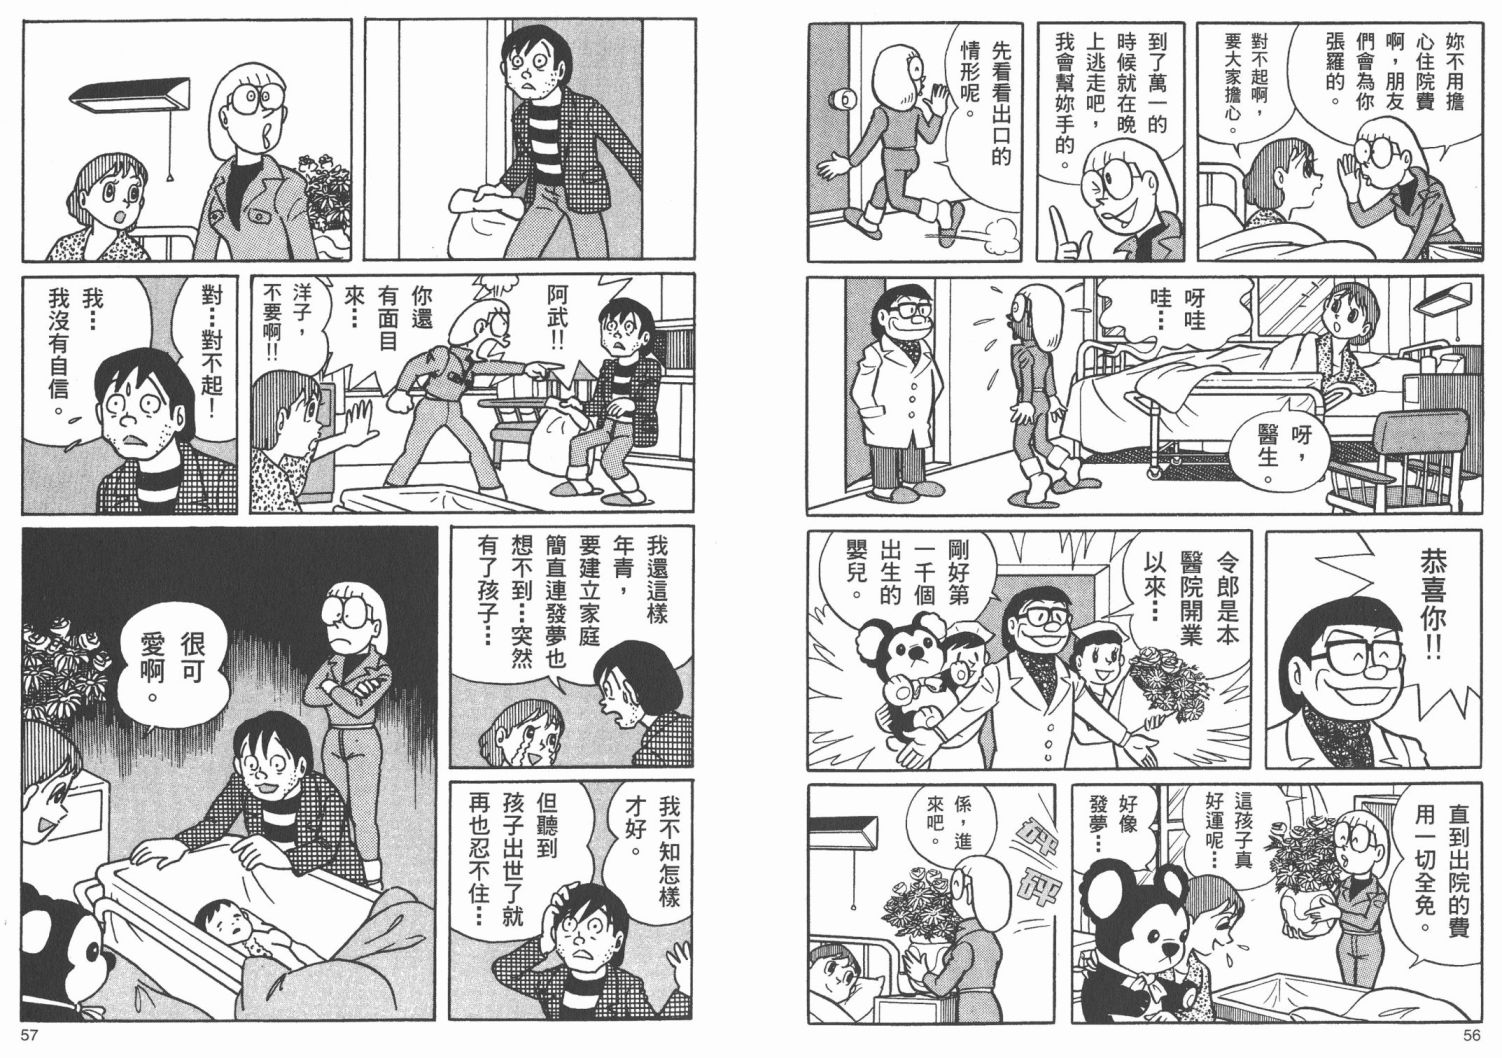 妳不用擔
心住院費
啊，朋友
們會為你
張羅的。
對不起啊，
要大家擔心。
到了萬一的
時候就在晚
上逃走吧，
我會幫妳手的。
先看看出口的
情形呢。
呀哇
哇…
呀，
醫生。
恭喜你!!
令郎是本
醫院開業
以來…
剛好第
一千個
出生的
嬰兒。
直到出院的費
用一切全免。
這孩子真
好運呢…
好像
發夢…
砰
砰
係，進
來吧。
56
阿武!!
你還
有面目
來…
洋子，
不要啊!!
對…對不起！
我…
我沒有自信。
我還這樣
年青，
要建立家庭
簡直連發夢也
想不到…突然
有了孩子…
我不知怎樣
才好。
但聽到
孩子出世了就
再也忍不住…
很可
愛啊。
57